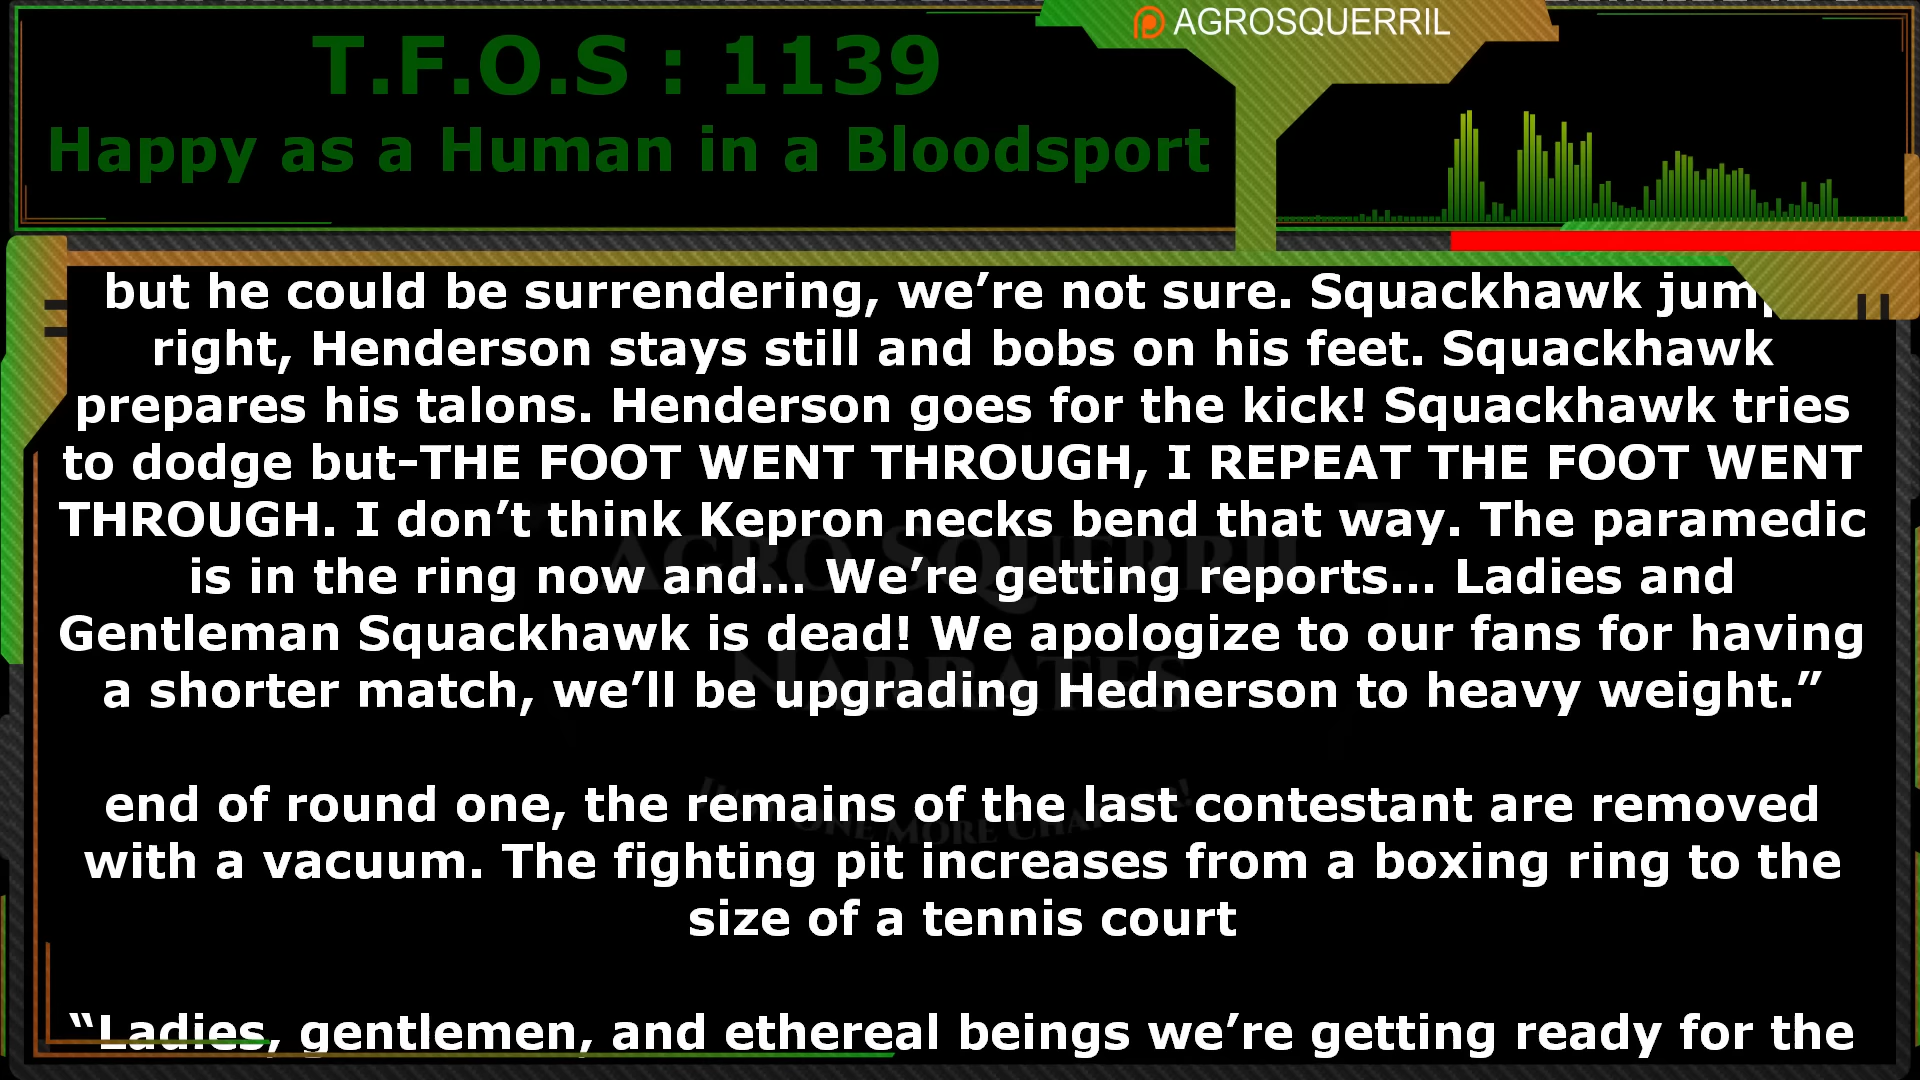 AGROSQUERRIL
T.F.O.S : 1139
Happy as a Human in a Bloodsport
but he could be surrendering, we’re not sure. Squackhawk
right, Henderson stays still and bobs on his feet. Squackhawk
prepares his talons. Henderson goes for the kick! Squackhawk tries
to dodge but-THE FOOT WENT THROUGH, I REPEAT THE FOOT WENT
THROUGH. I don’t think Kepron necks bend that way. The paramedic
is in the ring now and... We’re getting reports... Ladies and
Gentleman Squackhawk is dead! We apologize to our fans for having
a shorter match, we’ll be upgrading Hednerson to heavy weight.”
end of round one, the remains of the last contestant are removed
with a vacuum. The fighting pit increases from a boxing ring to the
size of a tennis court
“Ladies, gentlemen, and ethereal beings we’re getting ready for the
AGRO SQUERRIL
NARRATES